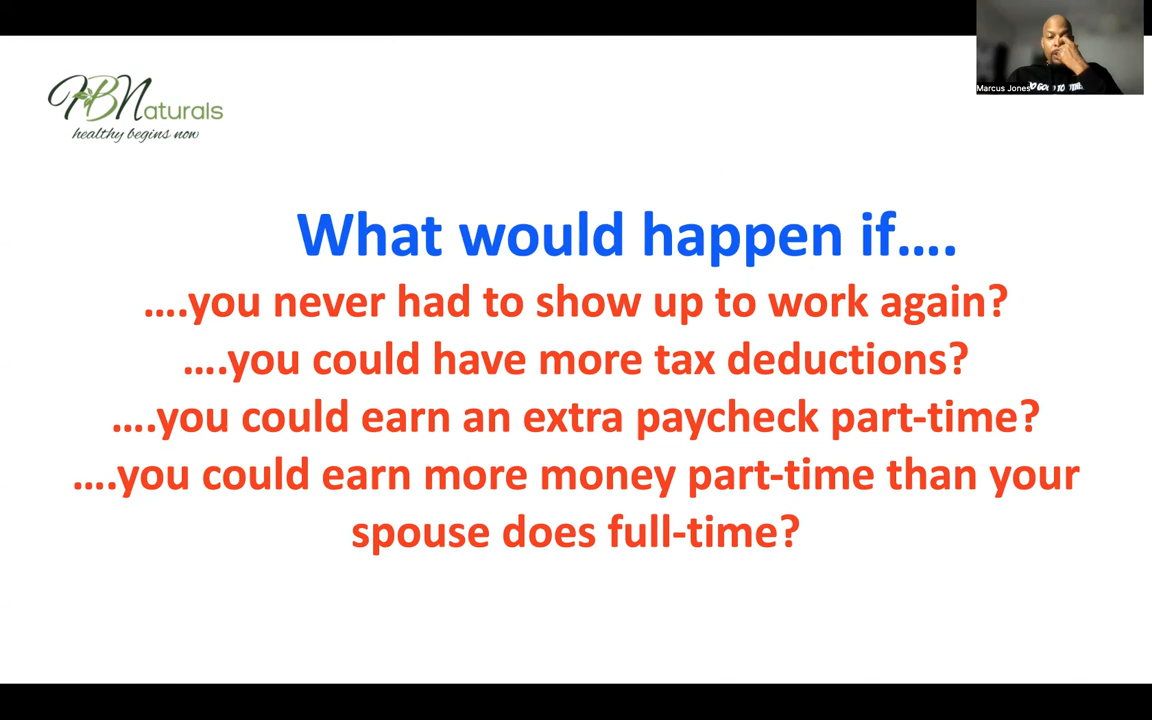 HBNaturals
healthy begins now
Marcus Jones
What would happen if….
….you never had to show up to work again?
….you could have more tax deductions?
….you could earn an extra paycheck part-time?
….you could earn more money part-time than your
spouse does full-time?